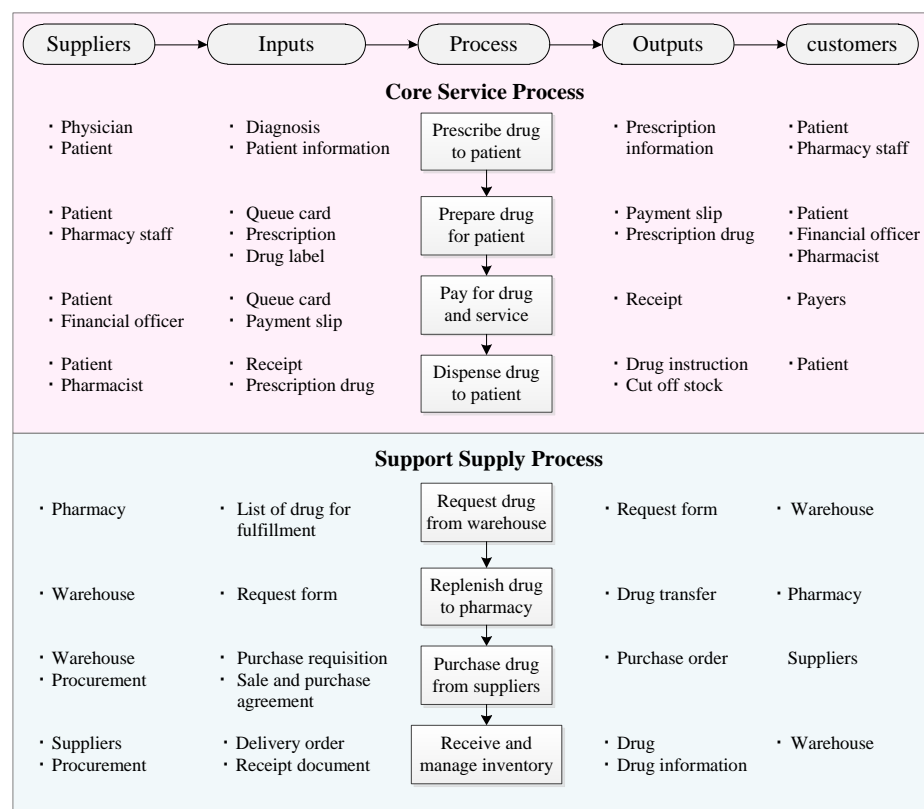 Suppliers Inputs Process Outputs customers
Core Service Process
· Physician
· Patient
· Diagnosis
· Patient information
Prescribe drug
to patient
· Prescription
information
· Patient
· Pharmacy staff
· Patient
· Pharmacy staff
· Queue card
· Prescription
· Drug label
Prepare drug
for patient
· Payment slip
· Prescription drug
· Patient
· Financial officer
· Pharmacist
· Patient
· Financial officer
· Queue card
· Payment slip
Pay for drug
and service
· Receipt
· Payers
· Patient
· Pharmacist
· Receipt
· Prescription drug
Dispense drug
to patient
· Drug instruction
· Cut off stock
· Patient
Support Supply Process
· Pharmacy
· List of drug for
fulfillment
Request drug
from warehouse
· Request form
· Warehouse
· Warehouse
· Request form
Replenish drug
to pharmacy
· Drug transfer
· Pharmacy
· Warehouse
· Procurement
· Purchase requisition
· Sale and purchase
agreement
Purchase drug
from suppliers
· Purchase order
Suppliers
· Suppliers
· Procurement
· Delivery order
· Receipt document
Receive and
manage inventory
· Drug
· Drug information
· Warehouse